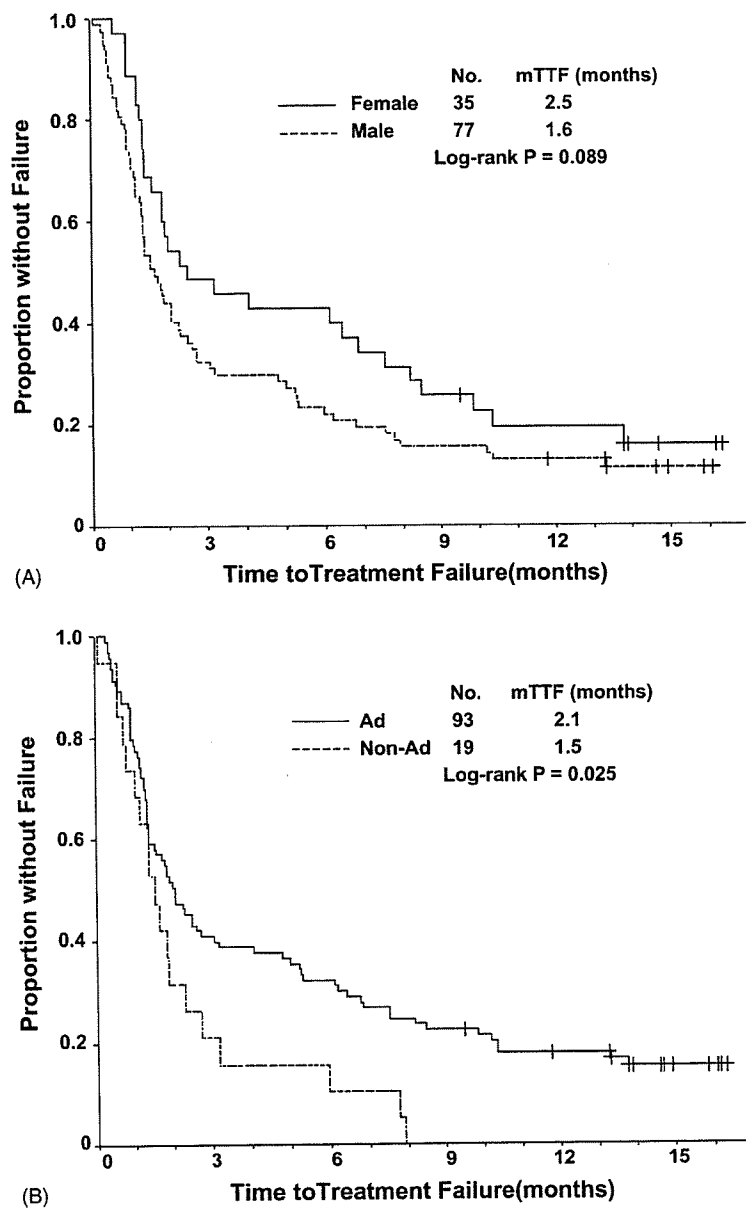 1.0
0.8
0.6
0.4
0.2
0
Proportion without Failure
No. mTTF (months)
Female 35 2.5
Male 77 1.6
Log-rank P = 0.089
0 3 6 9 12 15
Time toTreatment Failure(months)
(A)
1.0
0.8
0.6
0.4
0.2
0
Proportion without Failure
No. mTTF (months)
Ad 93 2.1
Non-Ad 19 1.5
Log-rank P = 0.025
0 3 6 9 12 15
Time toTreatment Failure(months)
(B)